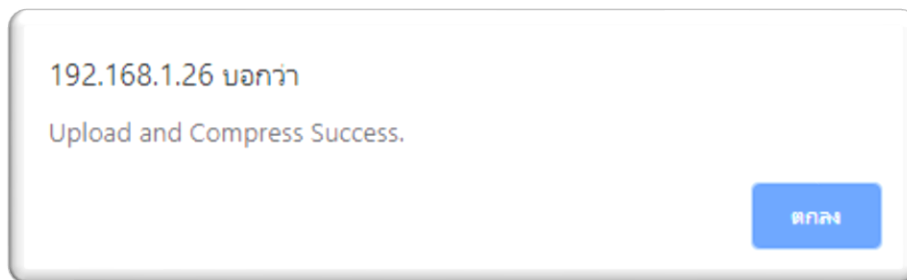 192.168.1.26 บอกว่า
Upload and Compress Success.
ตกลง